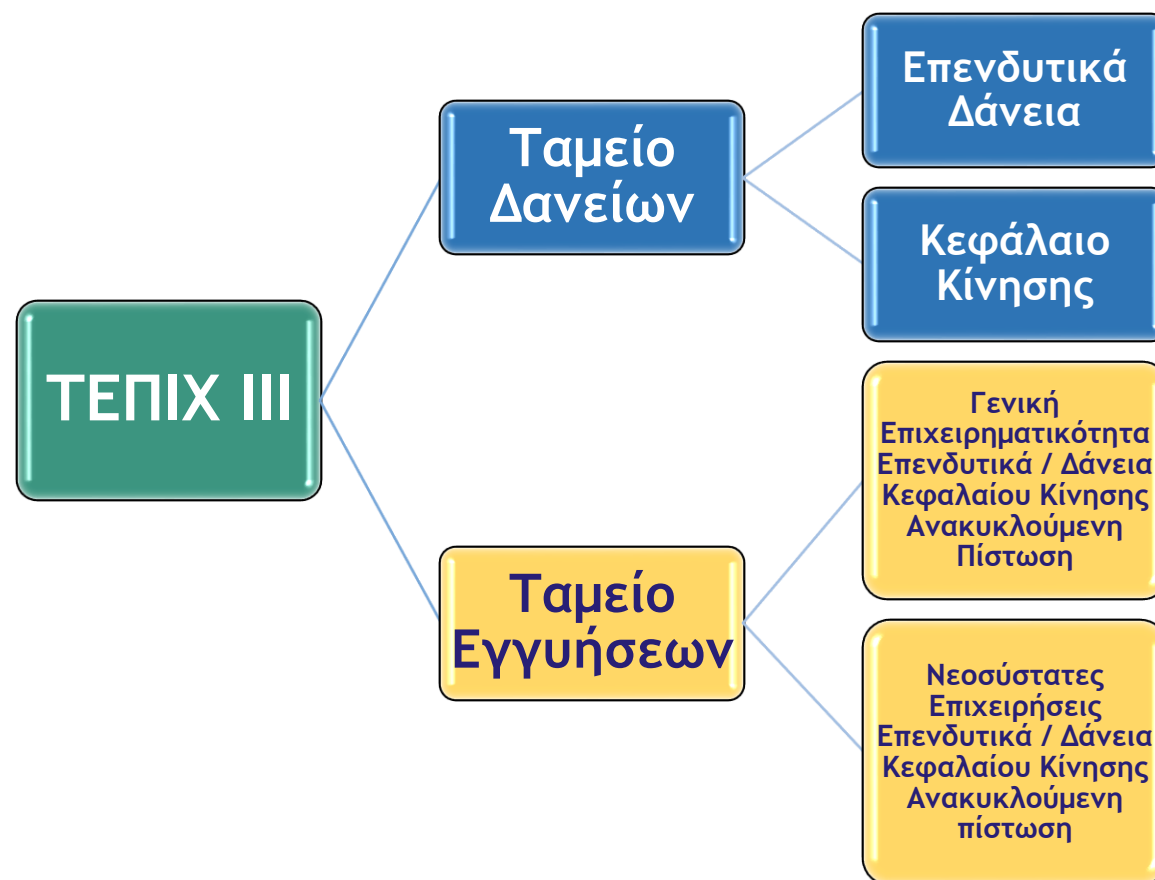 ΤΕΠΙΧ ΙΙΙ
Ταμείο
Δανείων
Επενδυτικά
Δάνεια
Κεφάλαιο
Κίνησης
Ταμείο
Εγγυήσεων
Γενική
Επιχειρηματικότητα
Επενδυτικά / Δάνεια
Κεφαλαίου Κίνησης
Ανακυκλούμενη
Πίστωση
Νεοσύστατες
Επιχειρήσεις
Επενδυτικά / Δάνεια
Κεφαλαίου Κίνησης
Ανακυκλούμενη
πίστωση